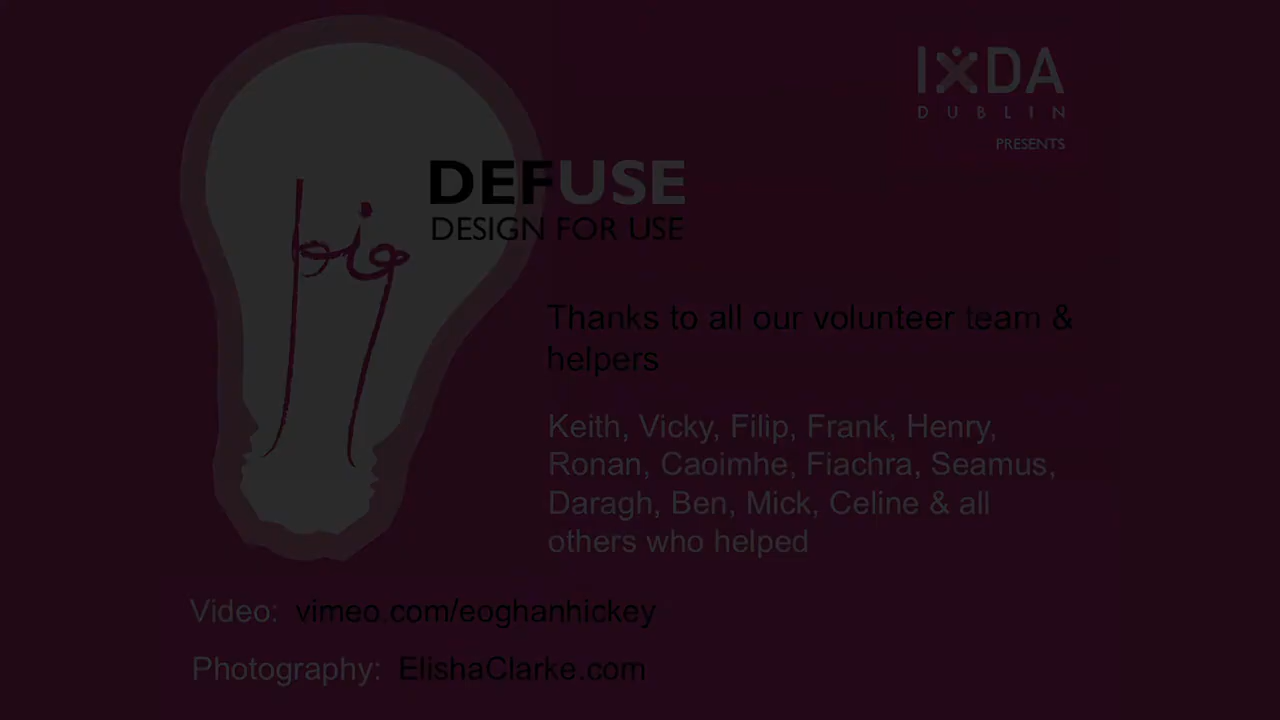 IXDA
DUBLIN
PRESENTS
DEFUSE
DESIGN FOR USE
big
Thanks to all our volunteer team &
helpers
Keith, Vicky, Filip, Frank, Henry,
Ronan, Caoimhe, Fiachra, Seamus,
Daragh, Ben, Mick, Celine & all
others who helped
Video: vimeo.com/eoghanhickey
Photography: ElishaClarke.com